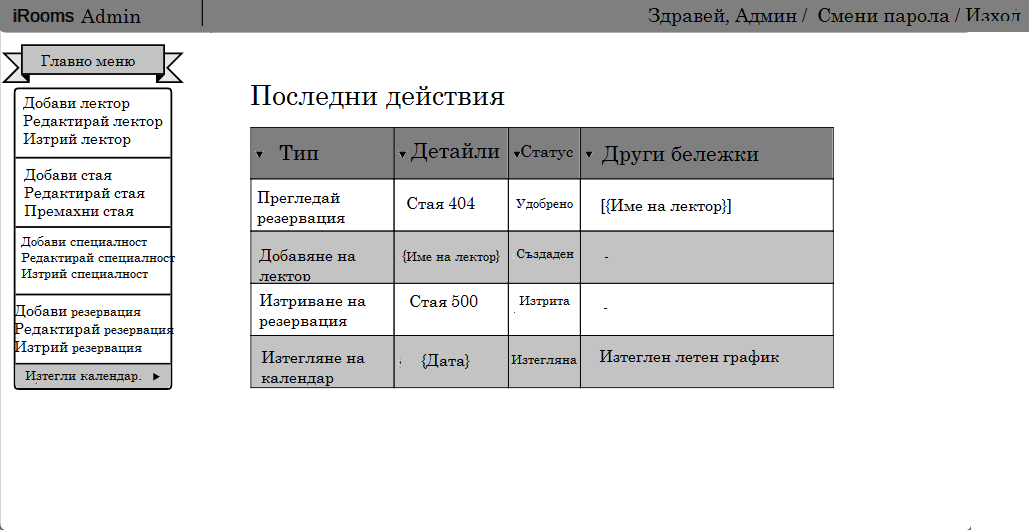 iRooms Admin
Здравей, Админ / Смени парола / Изход
Главно меню
Добави лектор
Редактирай лектор
Изтрий лектор
Добави стая
Редактирай стая
Премахни стая
Добави специалност
Редактирай специалност
Изтрий специалност
Добави резервация
Редактирай резервация
Изтрий резервация
Изтегли календар.
Последни действия
Тип Детайли Статус Други бележки
Прегледай резервация Стая 404 Удобрено [{Име на лектор}]
Добавяне на лектор {Име на лектор} Създаден -
Изтриване на резервация Стая 500 Изтрита -
Изтегляне на календар {Дата} Изтегляна Изтеглен летен график